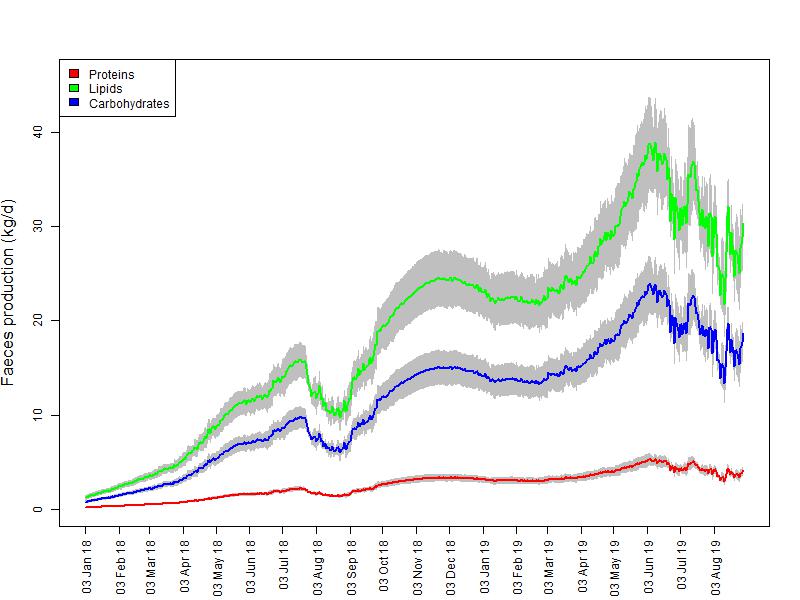 Proteins
Lipids
Carbohydrates
Faeces production (kg/d)
40
30
20
10
0
03 Jan 18
03 Feb 18
03 Mar 18
03 Apr 18
03 May 18
03 Jun 18
03 Jul 18
03 Aug 18
03 Sep 18
03 Oct 18
03 Nov 18
03 Dec 18
03 Jan 19
03 Feb 19
03 Mar 19
03 Apr 19
03 May 19
03 Jun 19
03 Jul 19
03 Aug 19